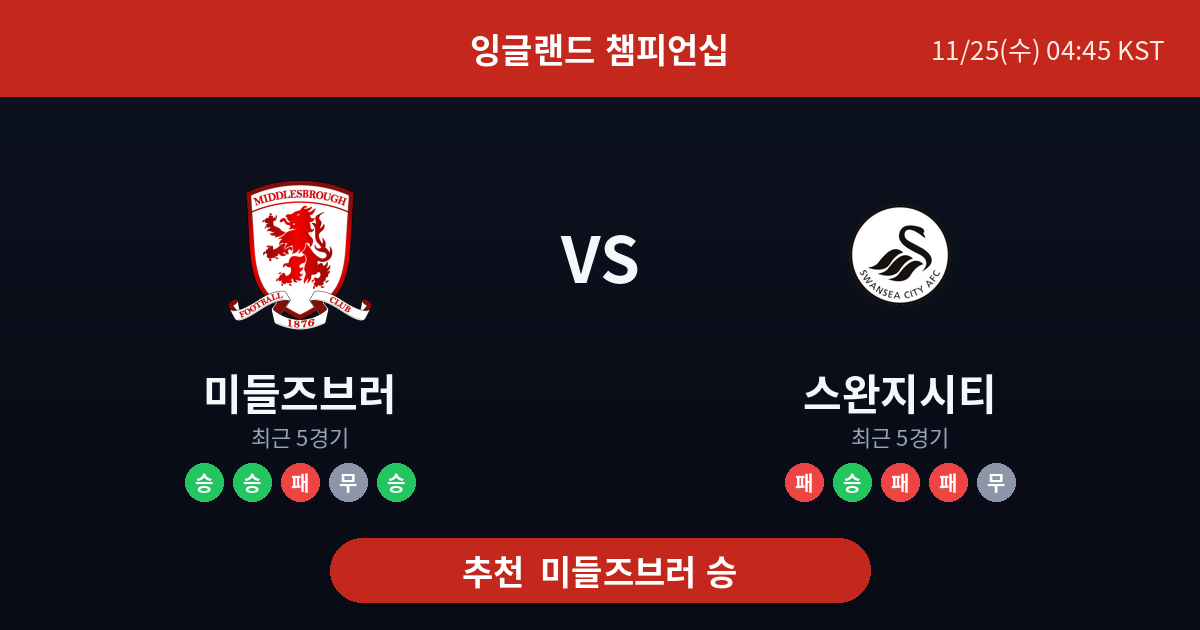 잉글랜드 챔피언십
11/25(수) 04:45 KST
MIDDLESBROUGH
FOOTBALL CLUB
1876
VS
SWANSEA CITY AFC
미들즈브러
스완지시티
최근 5경기
최근 5경기
승 승 패 무 승
패 승 패 패 무
추천 미들즈브러 승